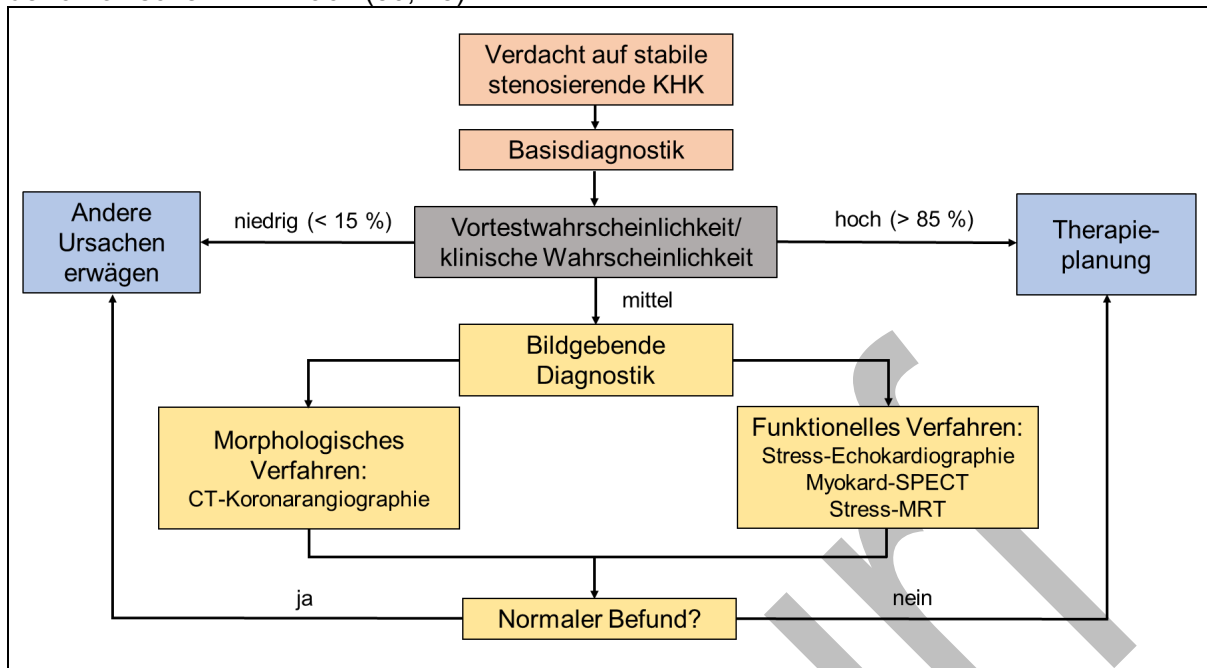 Verdacht auf stabile
stenosierende KHK
Basisdiagnostik
Andere
Ursachen
erwägen
niedrig (< 15 %)
Vortestwahrscheinlichkeit/
klinische Wahrscheinlichkeit
hoch (> 85 %)
Therapie-
planung
mittel
Bildgebende
Diagnostik
Morphologisches
Verfahren:
CT-Koronarangiographie
Funktionelles Verfahren:
Stress-Echokardiographie
Myokard-SPECT
Stress-MRT
ja
Normaler Befund?
nein